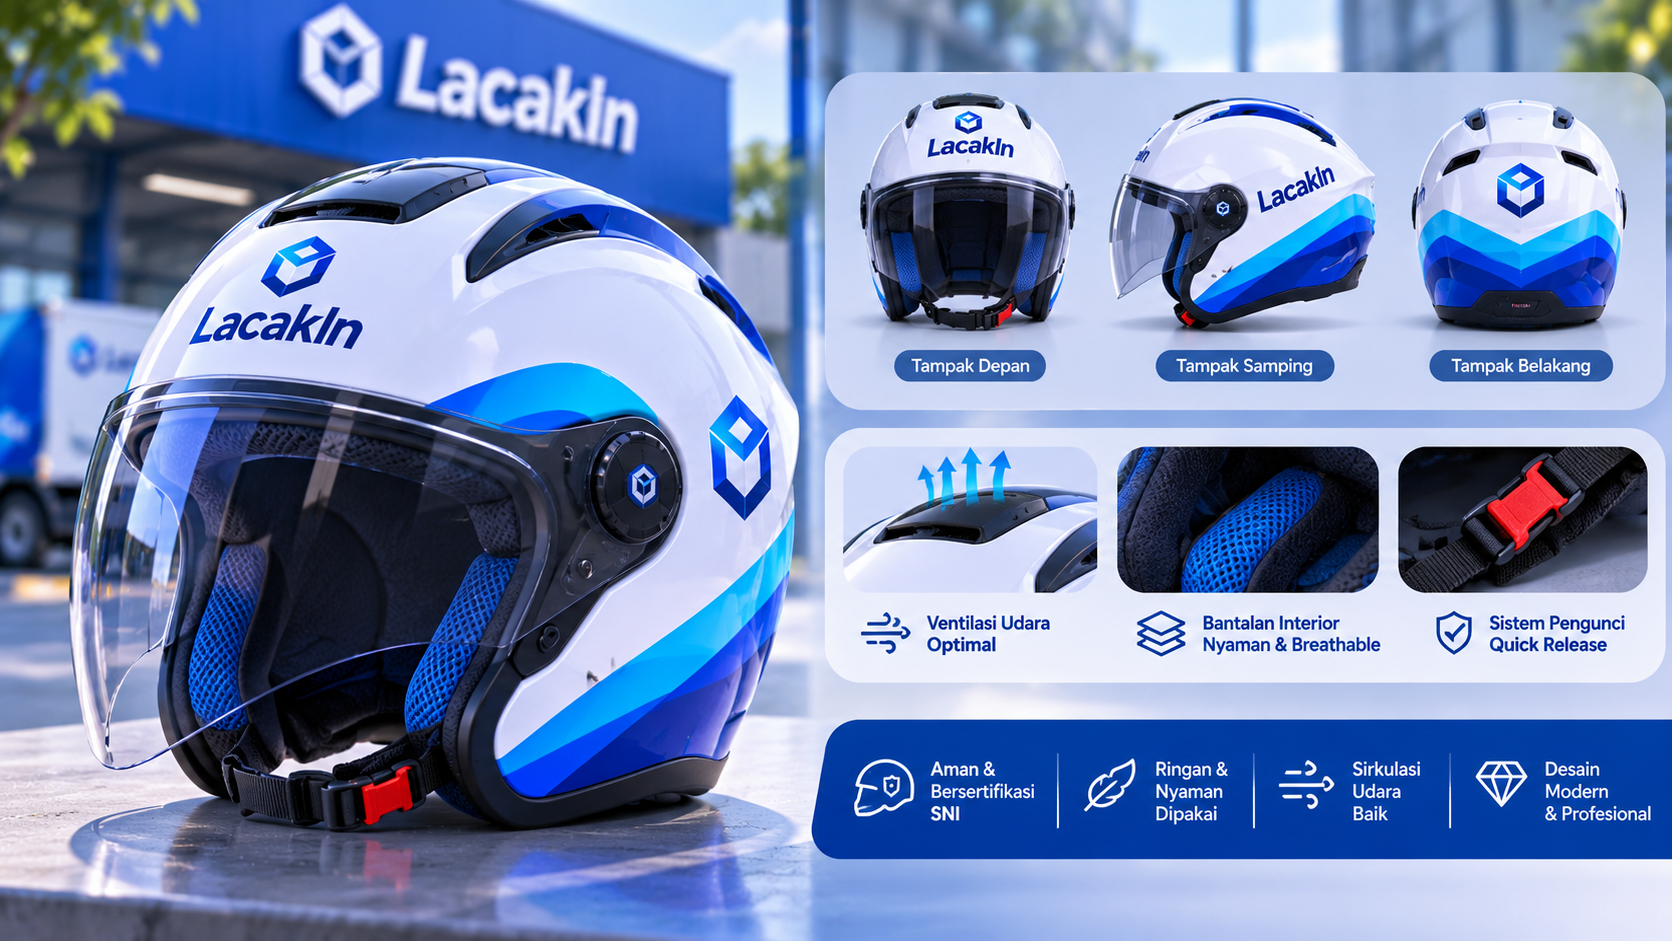 LacakIn
LacakIn
LacakIn
LacakIn
Tampak Depan
Tampak Samping
Tampak Belakang
Ventilasi Udara
Optimal
Bantalan Interior
Nyaman & Breathable
Sistem Pengunci
Quick Release
Aman &
Bersertifikasi
SNI
Ringan &
Nyaman
Dipakai
Sirkulasi
Udara
Baik
Desain
Modern
& Profesional